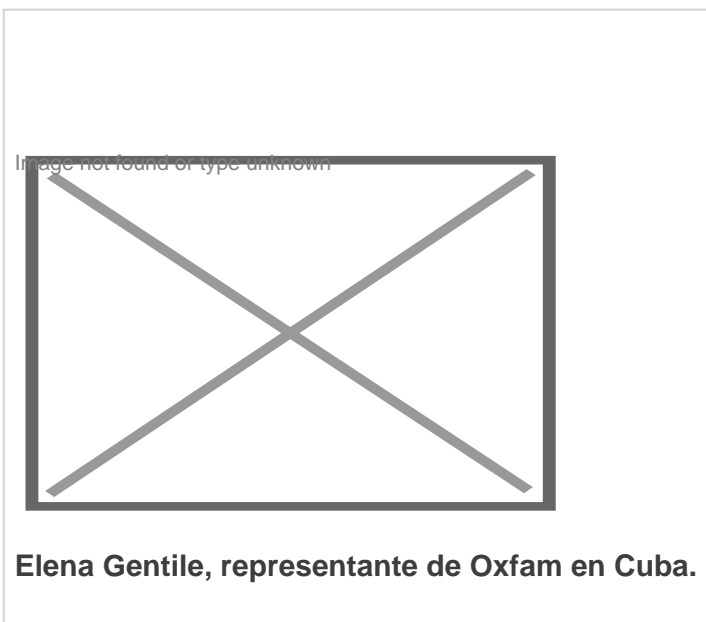 Image not found or type unknown
Elena Gentile, representante de Oxfam en Cuba.